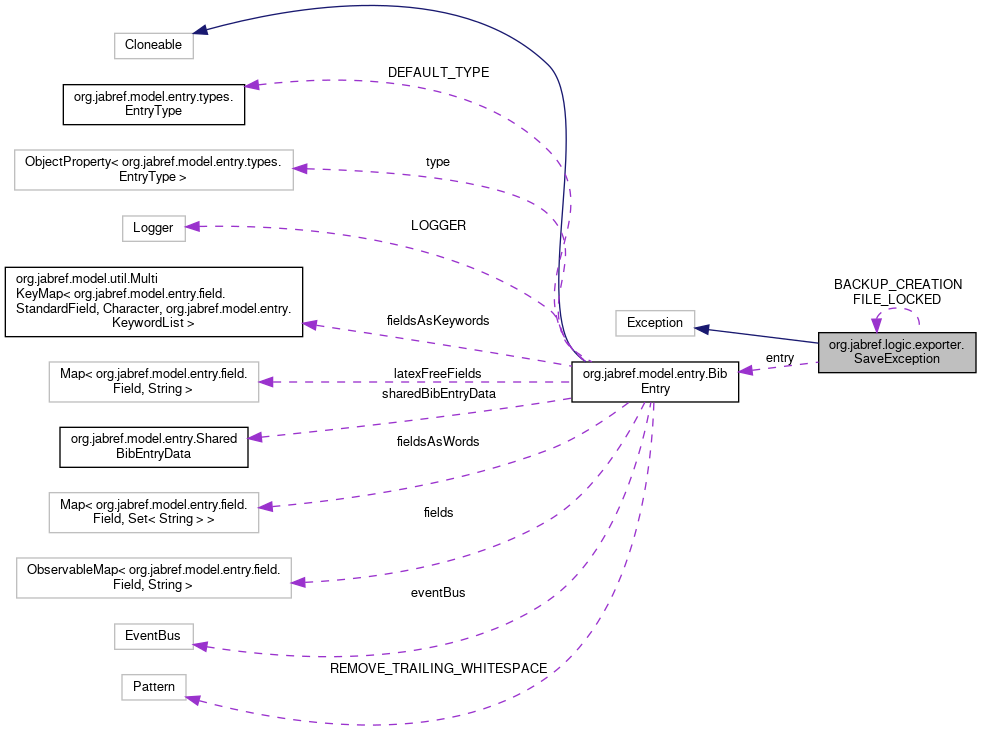 Cloneable
DEFAULT_TYPE
org.jabref.model.entry.types.
EntryType
type
ObjectProperty< org.jabref.model.entry.types.
EntryType >
LOGGER
Logger
org.jabref.model.util.Multi
KeyMap< org.jabref.model.entry.field.
StandardField, Character, org.jabref.model.entry.
KeywordList >
fieldsAsKeywords
BACKUP_CREATION
FILE_LOCKED
Exception
org.jabref.logic.exporter.
SaveException
entry
org.jabref.model.entry.Bib
Entry
latexFreeFields
Map< org.jabref.model.entry.field.
Field, String >
sharedBibEntryData
org.jabref.model.entry.Shared
BibEntryData
fieldsAsWords
Map< org.jabref.model.entry.field.
Field, Set< String > >
fields
ObservableMap< org.jabref.model.entry.field.
Field, String >
eventBus
EventBus
REMOVE_TRAILING_WHITESPACE
Pattern